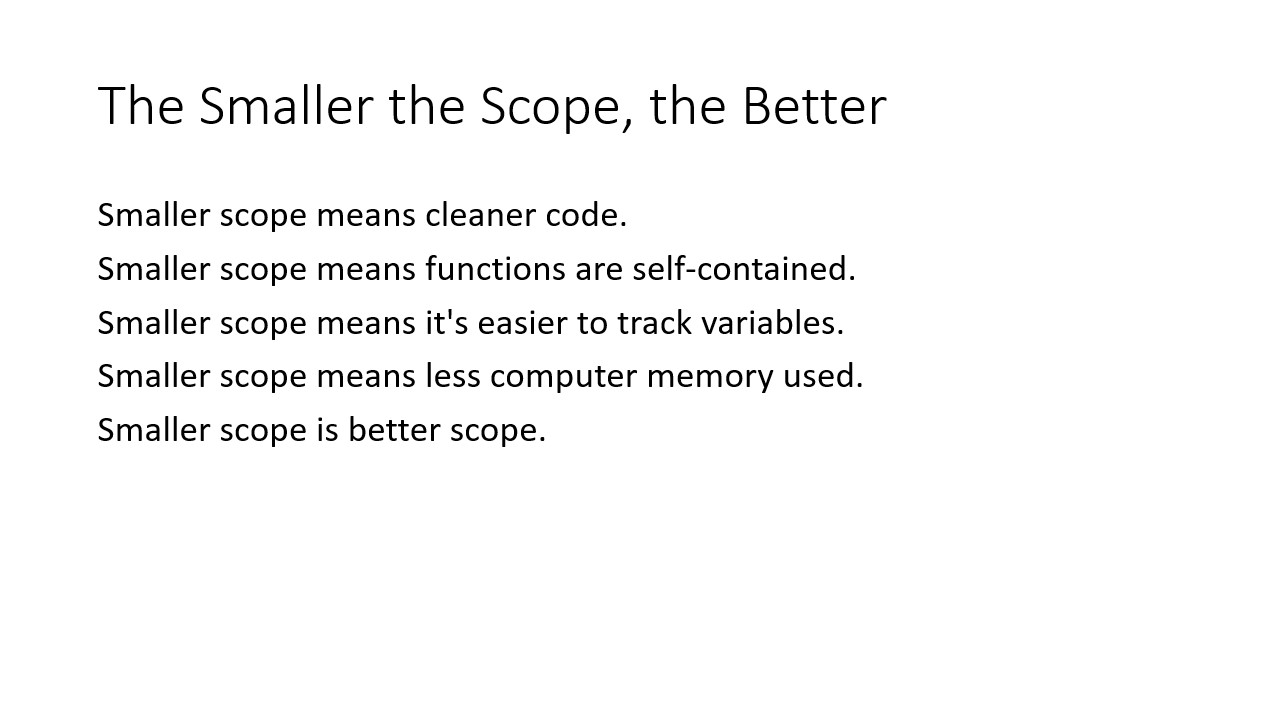 The Smaller the Scope, the Better
Smaller scope means cleaner code.
Smaller scope means functions are self-contained.
Smaller scope means it's easier to track variables.
Smaller scope means less computer memory used.
Smaller scope is better scope.